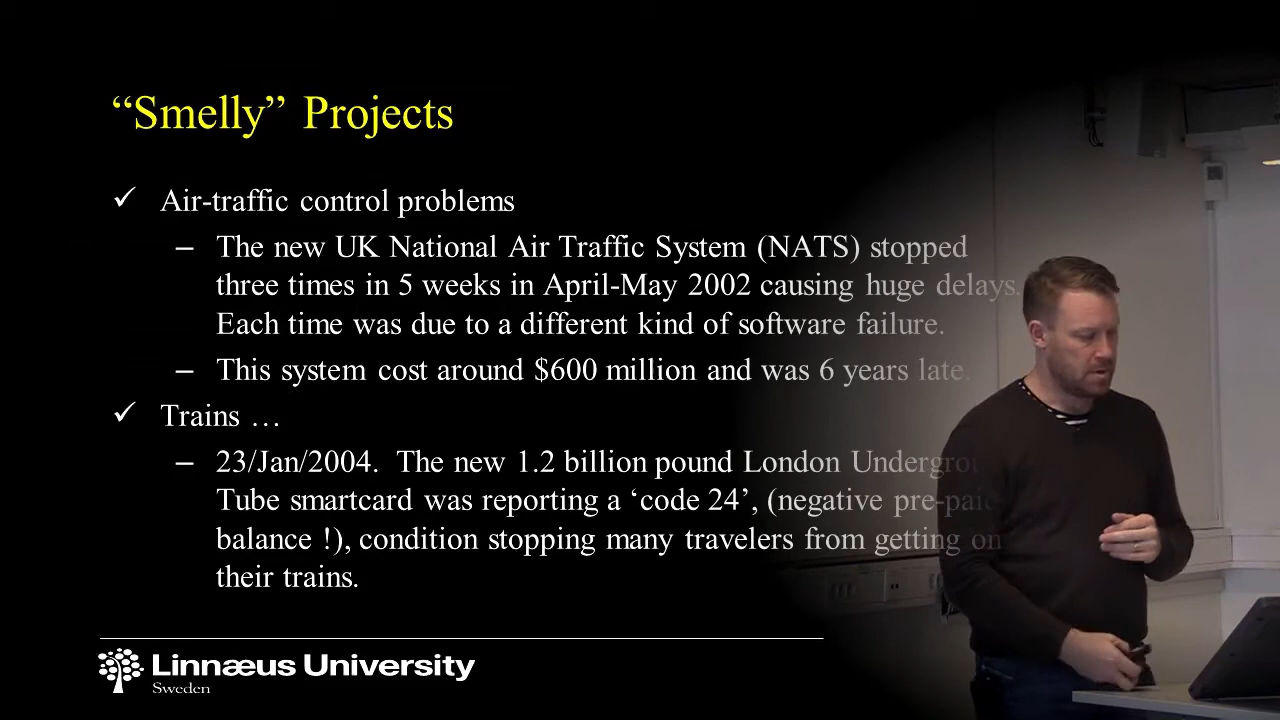 “Smelly” Projects
✓ Air-traffic control problems
– The new UK National Air Traffic System (NATS) stopped
three times in 5 weeks in April-May 2002 causing huge delays.
Each time was due to a different kind of software failure.
– This system cost around $600 million and was 6 years late.
✓ Trains …
– 23/Jan/2004. The new 1.2 billion pound London
Tube smartcard was reporting a ‘code 24’, (negative pre-paid
balance !), condition stopping many travelers from getting on
their trains.
Linnæus University
Sweden